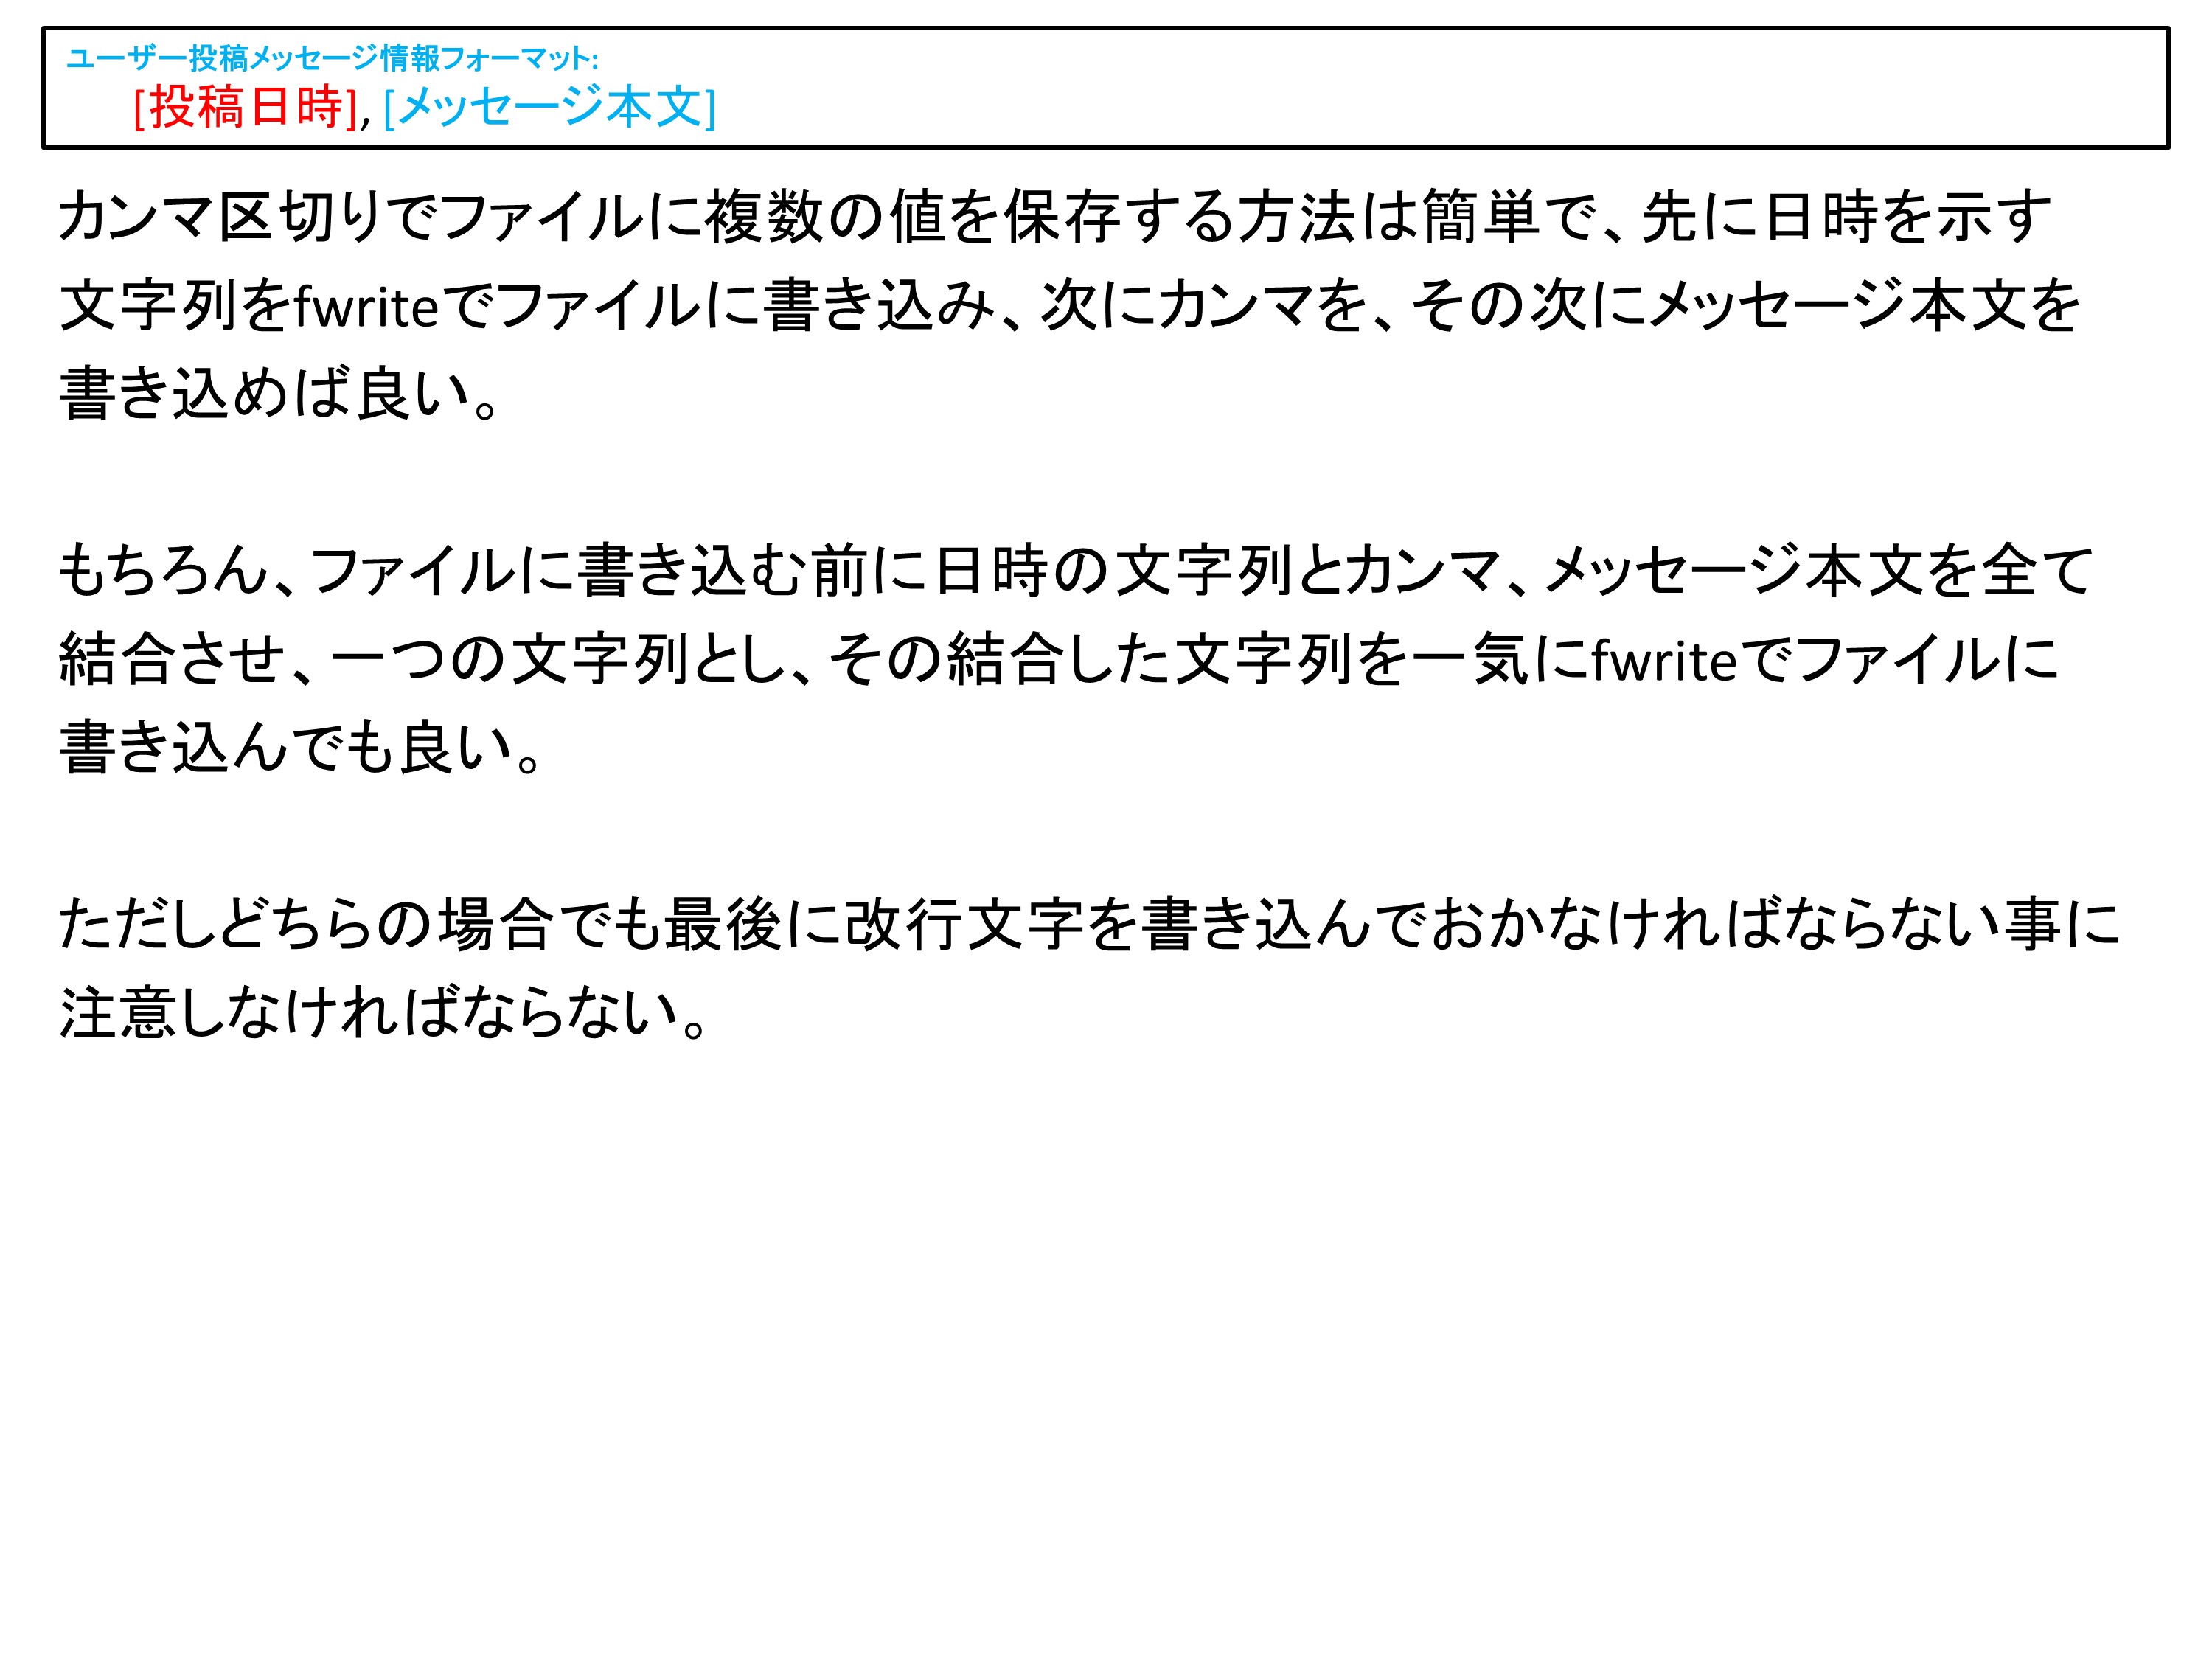 ユーザー投稿メッセージ情報フォーマット:
[投稿日時], [メッセージ本文]
カンマ区切りでファイルに複数の値を保存する方法は簡単で、先に日時を示す
文字列をfwriteでファイルに書き込み、次にカンマを、その次にメッセージ本文を
書き込めば良い。
もちろん、ファイルに書き込む前に日時の文字列とカンマ、メッセージ本文を全て
結合させ、一つの文字列とし、その結合した文字列を一気にfwriteでファイルに
書き込んでも良い。
ただしどちらの場合でも最後に改行文字を書き込んでおかなければならない事に
注意しなければならない。